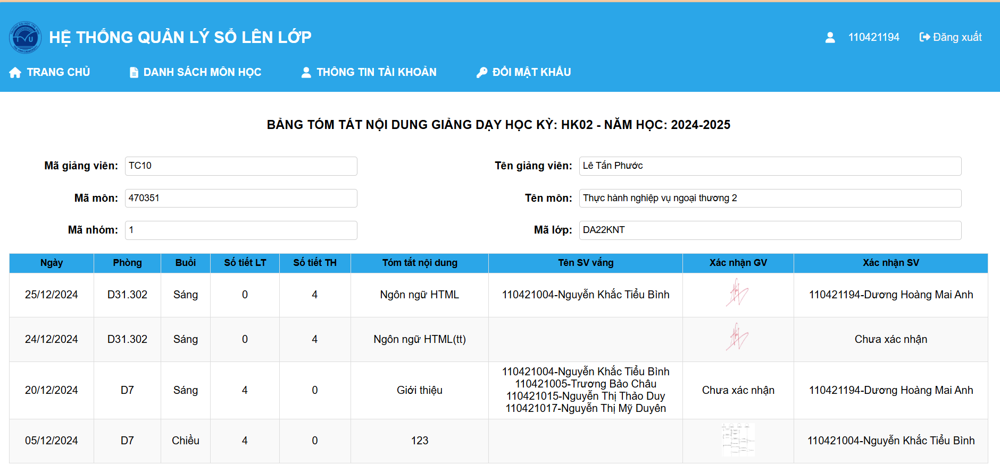 HỆ THỐNG QUẢN LÝ SỔ LÊN LỚP
110421194 Đăng xuất
TRANG CHỦ DANH SÁCH MÔN HỌC THÔNG TIN TÀI KHOẢN ĐỔI MẬT KHẨU
BẢNG TÓM TÁT NỘI DUNG GIẢNG DẠY HỌC KỲ: HK02 - NĂM HỌC: 2024-2025
Mã giảng viên: TC10 Tên giảng viên: Lê Tấn Phước
Mã môn: 470351 Tên môn: Thực hành nghiệp vụ ngoại thương 2
Mã nhóm: 1 Mã lớp: DA22KNT
Ngày Phòng Buổi Số tiết LT Số tiết TH Tóm tắt nội dung Tên SV vắng Xác nhận GV Xác nhận SV
25/12/2024 D31.302 Sáng 0 4 Ngôn ngữ HTML 110421004-Nguyễn Khắc Tiểu Bình 110421194-Dương Hoàng Mai Anh
24/12/2024 D31.302 Sáng 0 4 Ngôn ngữ HTML(tt) Chưa xác nhận
20/12/2024 D7 Sáng 4 0 Giới thiệu 110421004-Nguyễn Khắc Tiểu Bình
110421005-Trương Bảo Châu
110421015-Nguyễn Thị Thảo Duy
110421017-Nguyễn Thị Mỹ Duyên Chưa xác nhận 110421194-Dương Hoàng Mai Anh
05/12/2024 D7 Chiều 4 0 123 110421004-Nguyễn Khắc Tiểu Bình